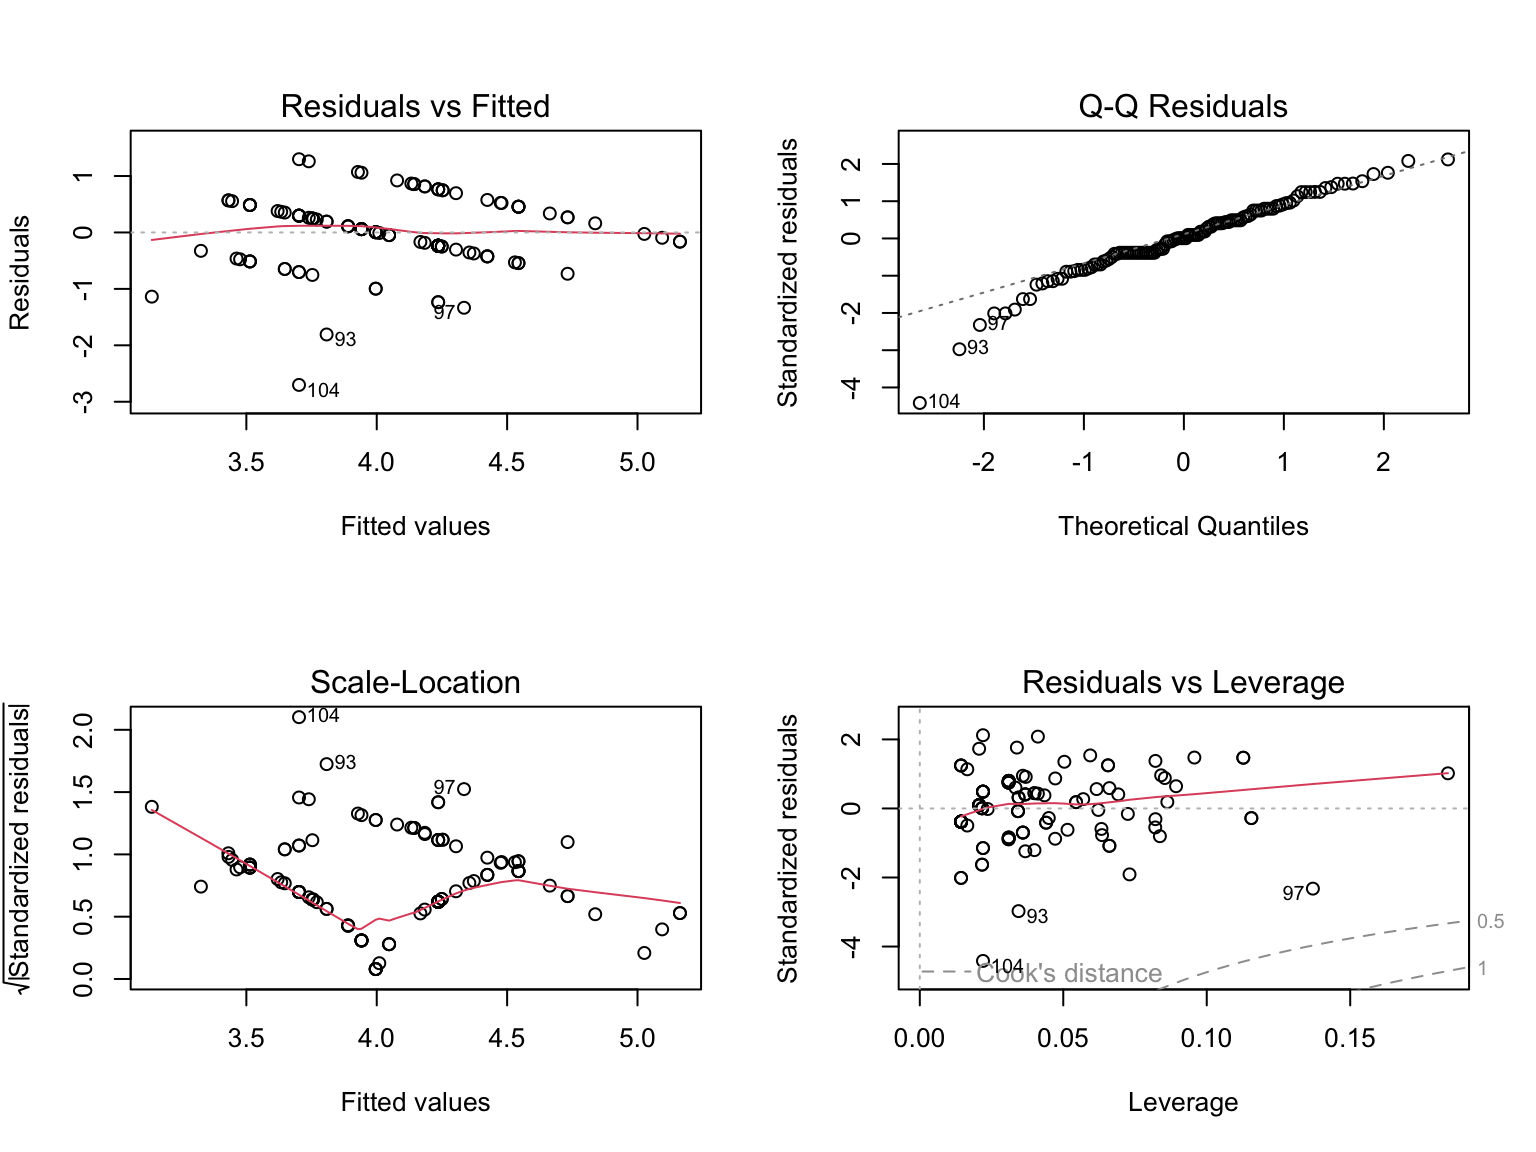 Residuals vs Fitted
Residuals
1
0
-1
-2
-3
97
93
104
3.5 4.0 4.5 5.0
Fitted values
Q-Q Residuals
Standardized residuals
2
1
0
-2
-4
97
93
104
-2 -1 0 1 2
Theoretical Quantiles
Scale-Location
√|Standardized residuals|
2.0
1.5
1.0
0.5
0.0
104
93
97
3.5 4.0 4.5 5.0
Fitted values
Residuals vs Leverage
Standardized residuals
2
0
-2
-4
97
93
104
Cook's distance
0.5
1
0.00 0.05 0.10 0.15
Leverage